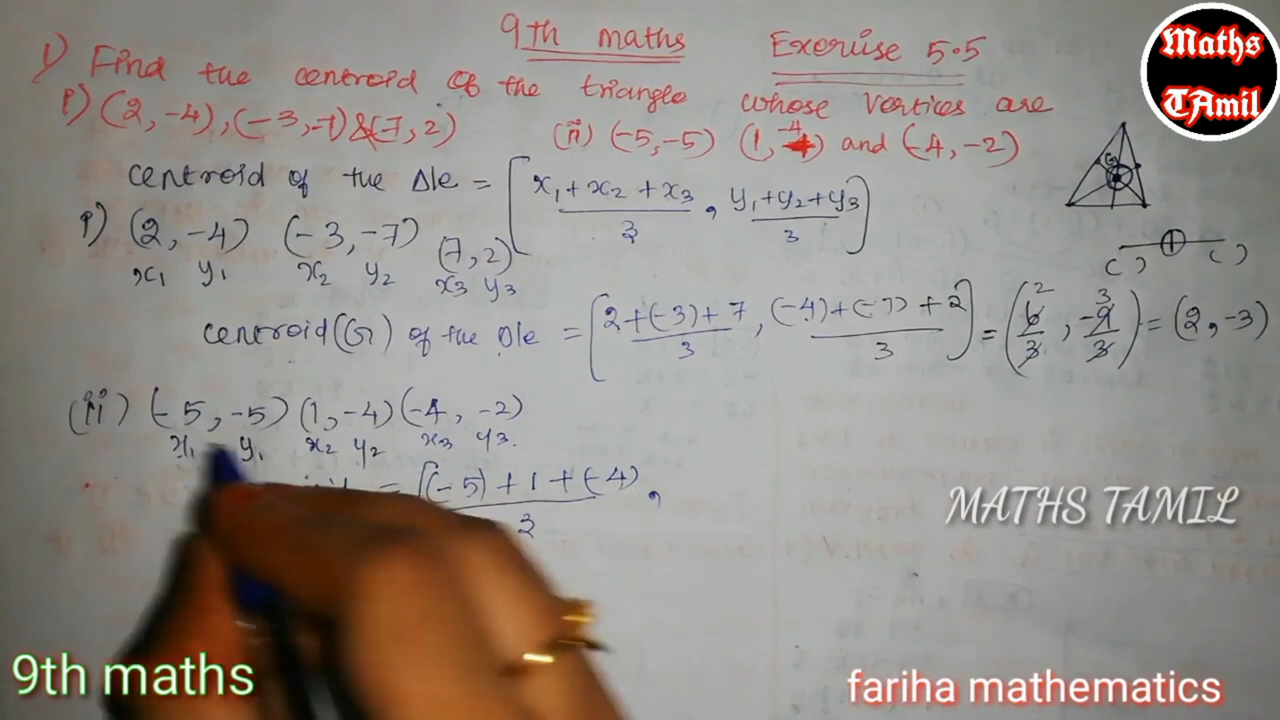 9th maths Exercise 5.5
1) Find the centroid of the triangle whose vertices are
i) (2, -4), (-3, -7) & (7, 2) (ii) (-5, -5) (1, -4) and (-4, -2)
centroid of the Δle = [x₁ + x₂ + x₃ / 3, y₁ + y₂ + y₃ / 3]
i) (2, -4) (-3, -7) (7, 2)
x₁ y₁ x₂ y₂ x₃ y₃
centroid (G) of the Δle = [2 + (-3) + 7 / 3, (-4) + (-7) + 2 / 3] = (6/3 2, -9/3 3) = (2, -3)
(ii) (-5, -5) (1, -4) (-4, -2)
x₁ y₁ x₂ y₂ x₃ y₃.
= [(-5) + 1 + (-4) / 3,
G
( ) ( )
Maths
TAmil
MATHS TAMIL
9th maths
fariha mathematics